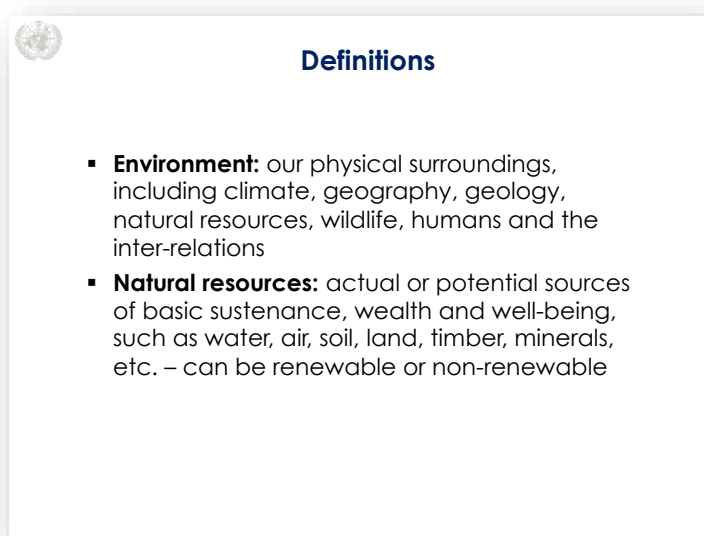 Definitions
▪ Environment: our physical surroundings,
including climate, geography, geology,
natural resources, wildlife, humans and the
inter-relations
▪ Natural resources: actual or potential sources
of basic sustenance, wealth and well-being,
such as water, air, soil, land, timber, minerals,
etc. – can be renewable or non-renewable